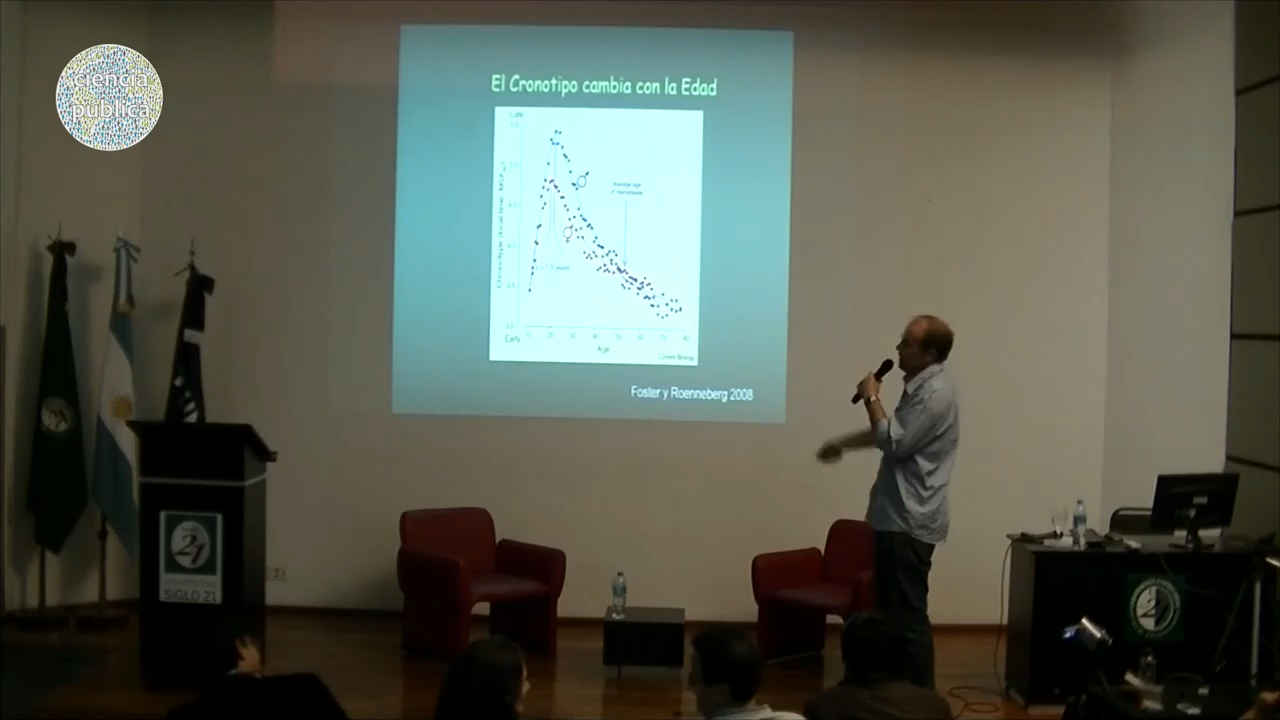 ciencia
pública
El Cronotipo cambia con la Edad
Late
Average age
of menopause
Early
Age
Current Biology
Foster y Roenneberg 2008
21
SIGLO 21
21